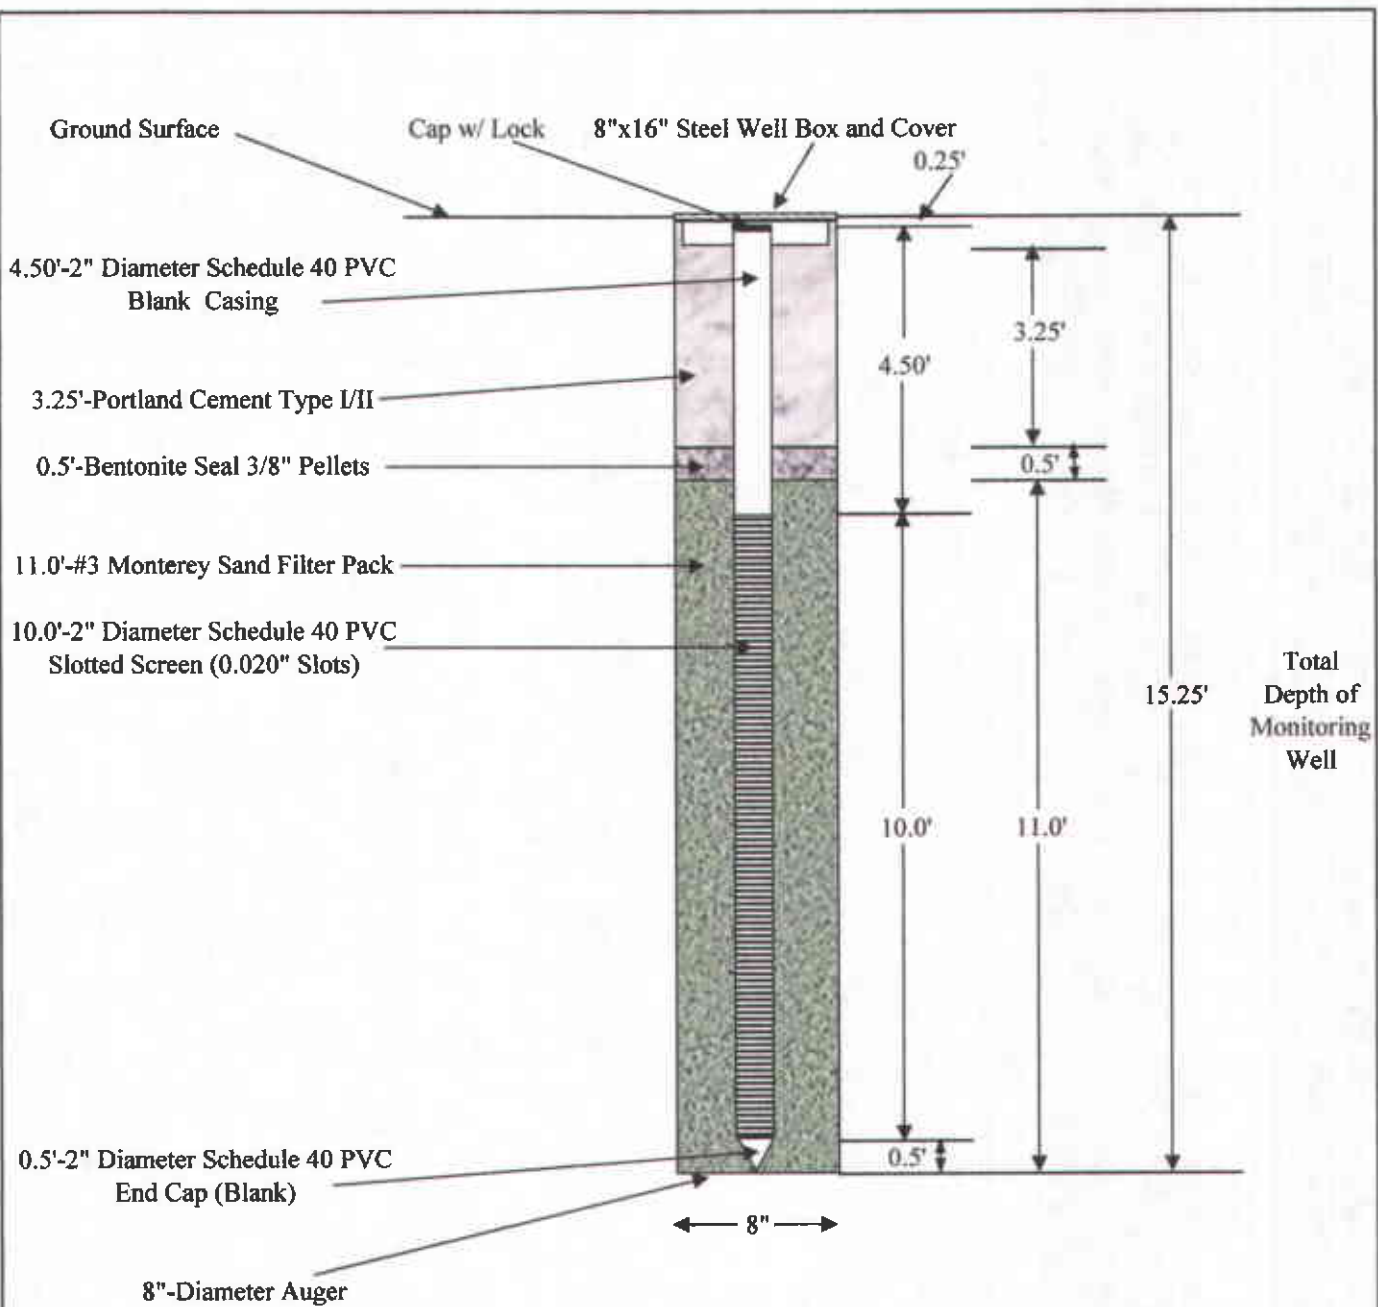 Ground Surface
Cap w/ Lock
8"x16" Steel Well Box and Cover
0.25'
4.50'-2" Diameter Schedule 40 PVC
Blank Casing
3.25'
4.50'
3.25'-Portland Cement Type I/II
0.5'-Bentonite Seal 3/8" Pellets
0.5'
11.0'-#3 Monterey Sand Filter Pack
10.0'-2" Diameter Schedule 40 PVC
Slotted Screen (0.020" Slots)
15.25'
Total
Depth of
Monitoring
Well
10.0'
11.0'
0.5'-2" Diameter Schedule 40 PVC
End Cap (Blank)
0.5'
8"
8"-Diameter Auger